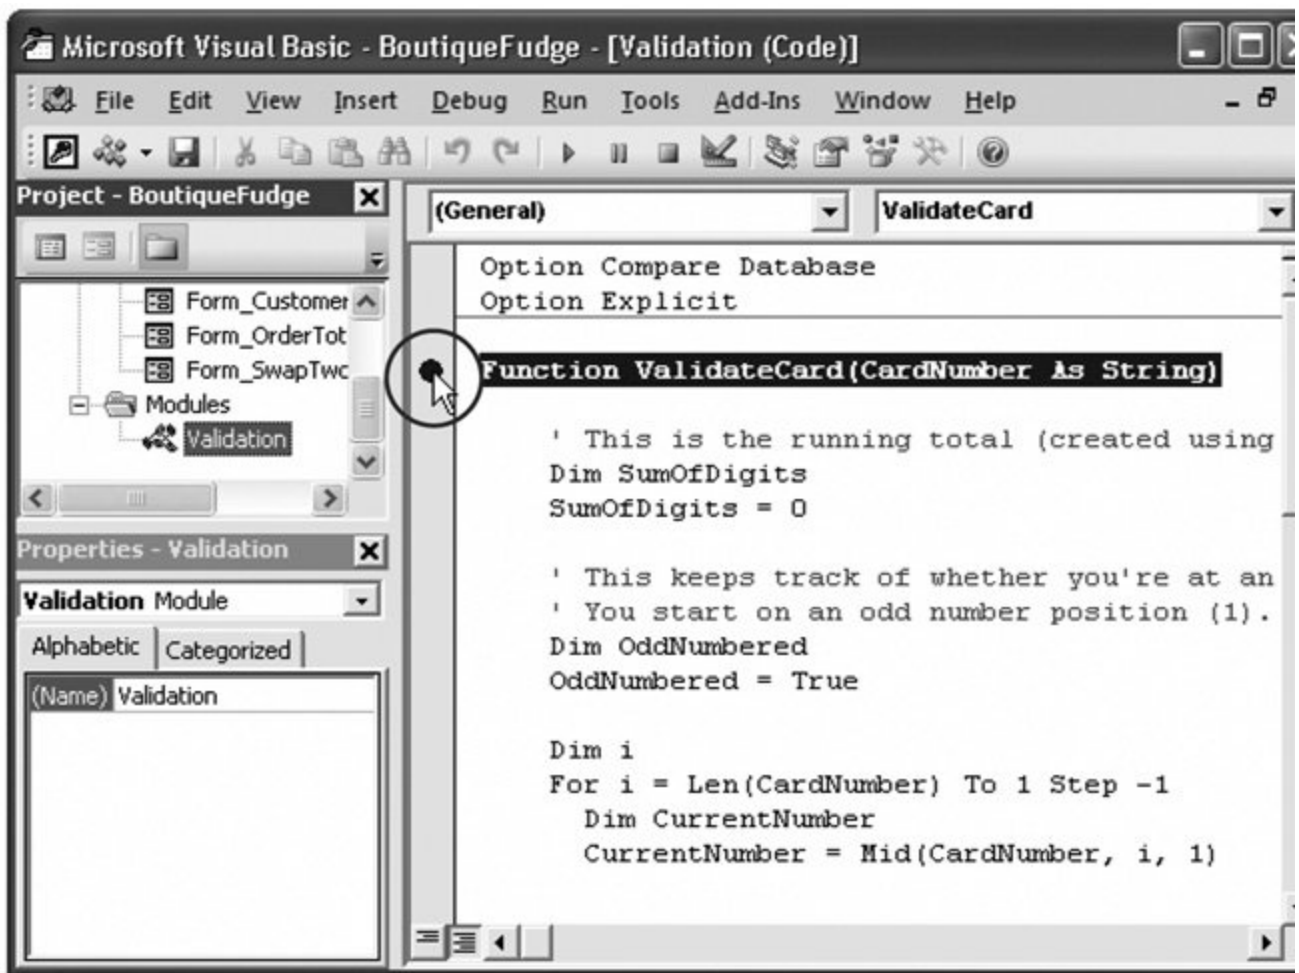 Microsoft Visual Basic - BoutiqueFudge - [Validation (Code)]
File Edit View Insert Debug Run Tools Add-Ins Window Help
Project - BoutiqueFudge
Form_Customer
Form_OrderTot
Form_SwapTwo
Modules
Validation
Properties - Validation
Validation Module
Alphabetic Categorized
(Name) Validation
(General) ValidateCard
Option Compare Database
Option Explicit
Function ValidateCard(CardNumber As String)
' This is the running total (created using
Dim SumOfDigits
SumOfDigits = 0
' This keeps track of whether you're at an
' You start on an odd number position (1).
Dim OddNumbered
OddNumbered = True
Dim i
For i = Len(CardNumber) To 1 Step -1
Dim CurrentNumber
CurrentNumber = Mid(CardNumber, i, 1)